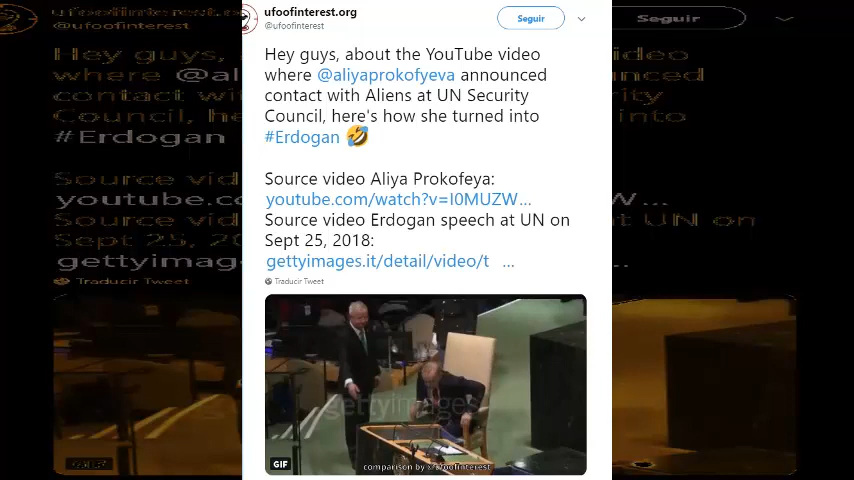 ufoofinterest.org
@ufoofinterest
Seguir
Hey guys, about the YouTube video
where @aliyaprokofyeva announced
contact with Aliens at UN Security
Council, here's how she turned into
#Erdogan 🤣
Source video Aliya Prokofeya:
youtube.com/watch?v=I0MUZW...
Source video Erdogan speech at UN on
Sept 25, 2018:
gettyimages.it/detail/video/t ...
Traducir Tweet
gettyimages
GIF
comparison by